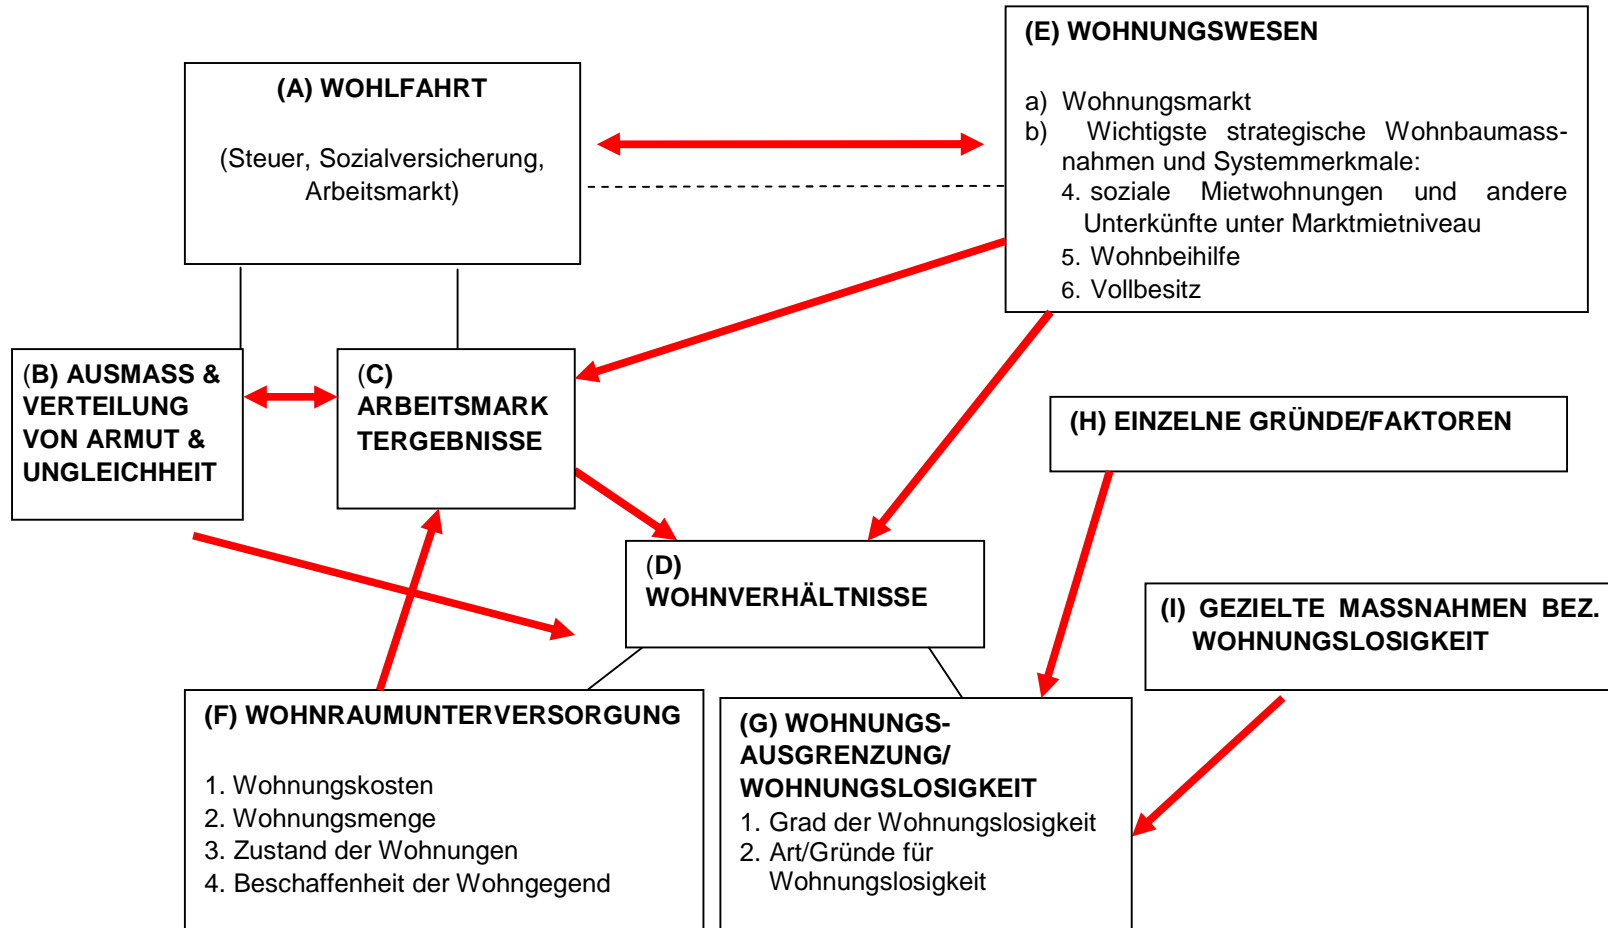 (A) WOHLFAHRT
(Steuer, Sozialversicherung,
Arbeitsmarkt)
(E) WOHNUNGSWESEN
a) Wohnungsmarkt
b) Wichtigste strategische Wohnbaumass-
nahmen und Systemmerkmale:
4. soziale Mietwohnungen und andere
Unterkünfte unter Marktmietniveau
5. Wohnbeihilfe
6. Vollbesitz
(B) AUSMASS &
VERTEILUNG
VON ARMUT &
UNGLEICHHEIT
(C)
ARBEITSMARK
TERGEBNISSE
(H) EINZELNE GRÜNDE/FAKTOREN
(D)
WOHNVERHÄLTNISSE
(I) GEZIELTE MASSNAHMEN BEZ.
WOHNUNGSLOSIGKEIT
(F) WOHNRAUMUNTERVERSORGUNG
1. Wohnungskosten
2. Wohnungsmenge
3. Zustand der Wohnungen
4. Beschaffenheit der Wohngegend
(G) WOHNUNGS-
AUSGRENZUNG/
WOHNUNGSLOSIGKEIT
1. Grad der Wohnungslosigkeit
2. Art/Gründe für
Wohnungslosigkeit